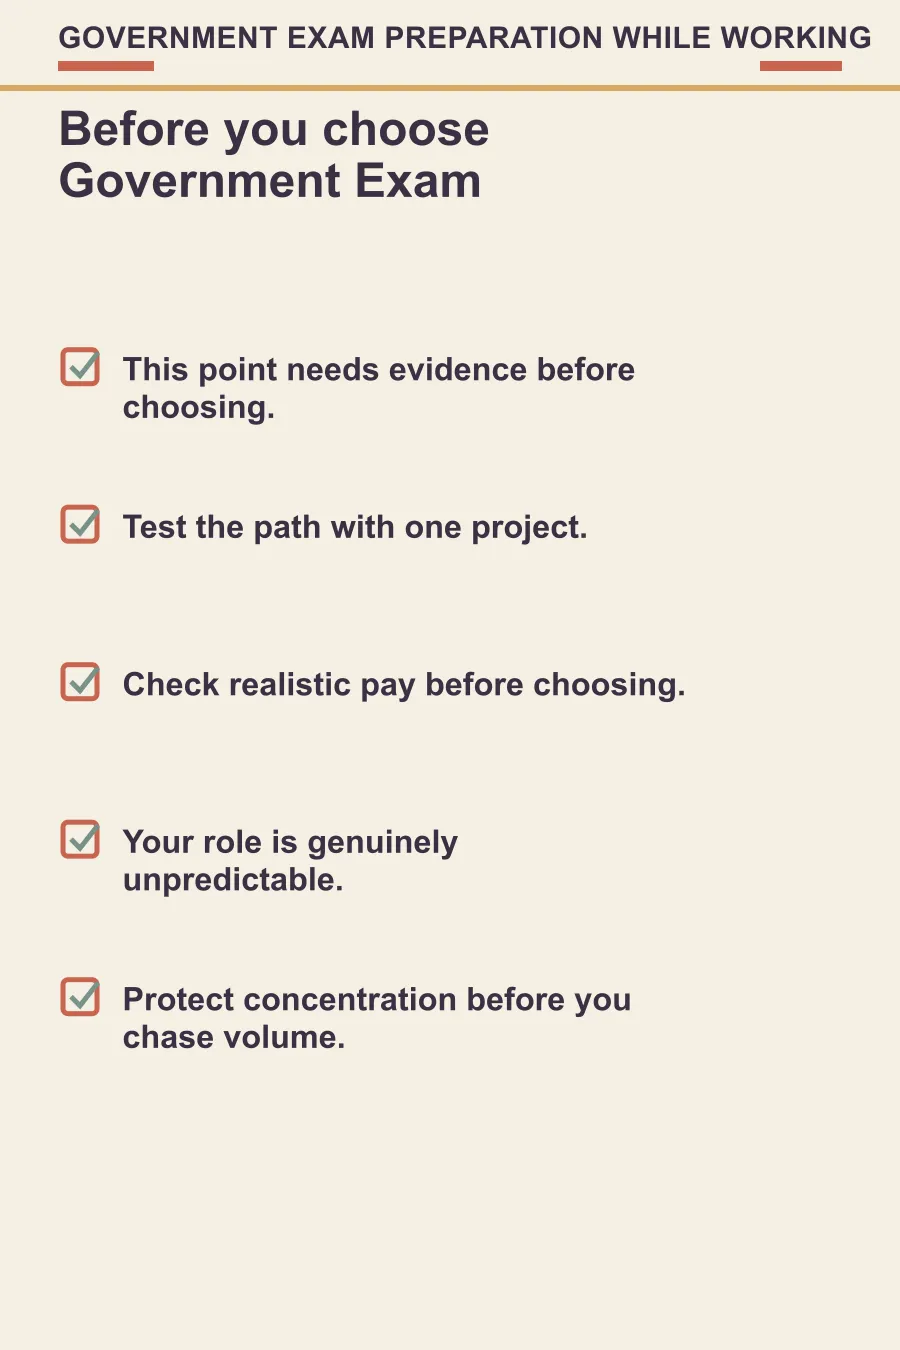 GOVERNMENT EXAM PREPARATION WHILE WORKING
Before you choose
Government Exam
This point needs evidence before
choosing.
Test the path with one project.
Check realistic pay before choosing.
Your role is genuinely
unpredictable.
Protect concentration before you
chase volume.